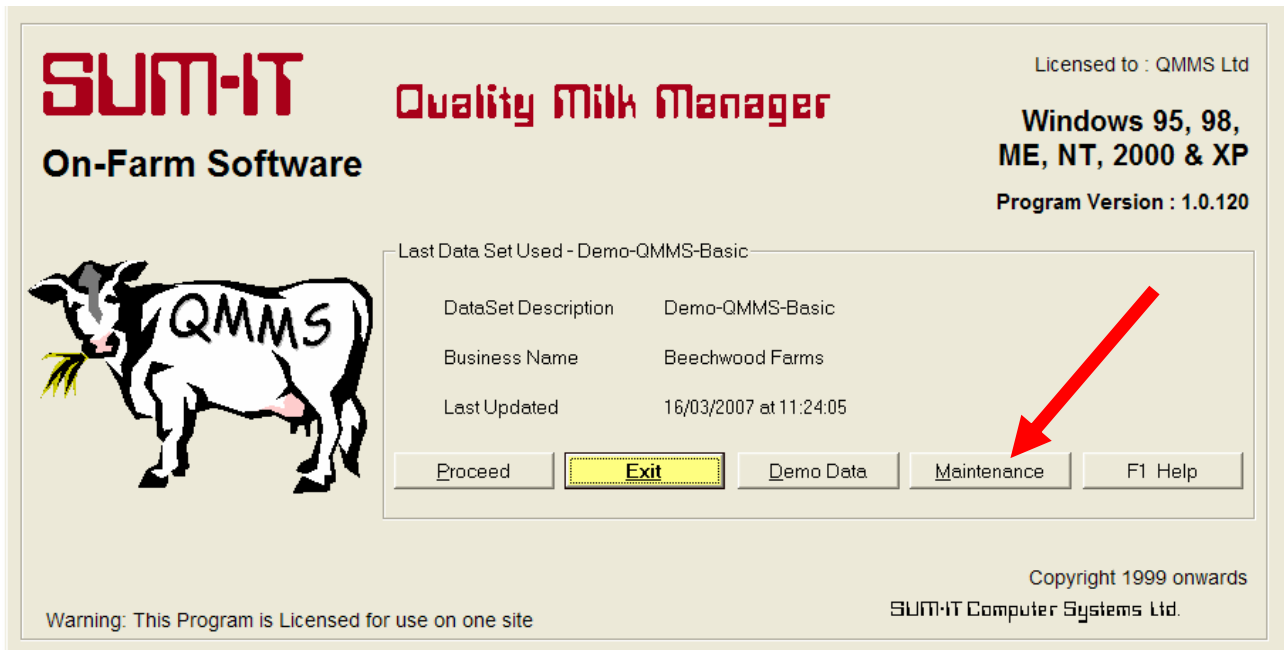 SUM-IT
On-Farm Software
Quality Milk Manager
Licensed to : QMMS Ltd
Windows 95, 98,
ME, NT, 2000 & XP
Program Version : 1.0.120
QMMS
Last Data Set Used - Demo-QMMS-Basic
DataSet Description Demo-QMMS-Basic
Business Name Beechwood Farms
Last Updated 16/03/2007 at 11:24:05
Proceed Exit Demo Data Maintenance F1 Help
Copyright 1999 onwards
SUM-IT Computer Systems Ltd.
Warning: This Program is Licensed for use on one site